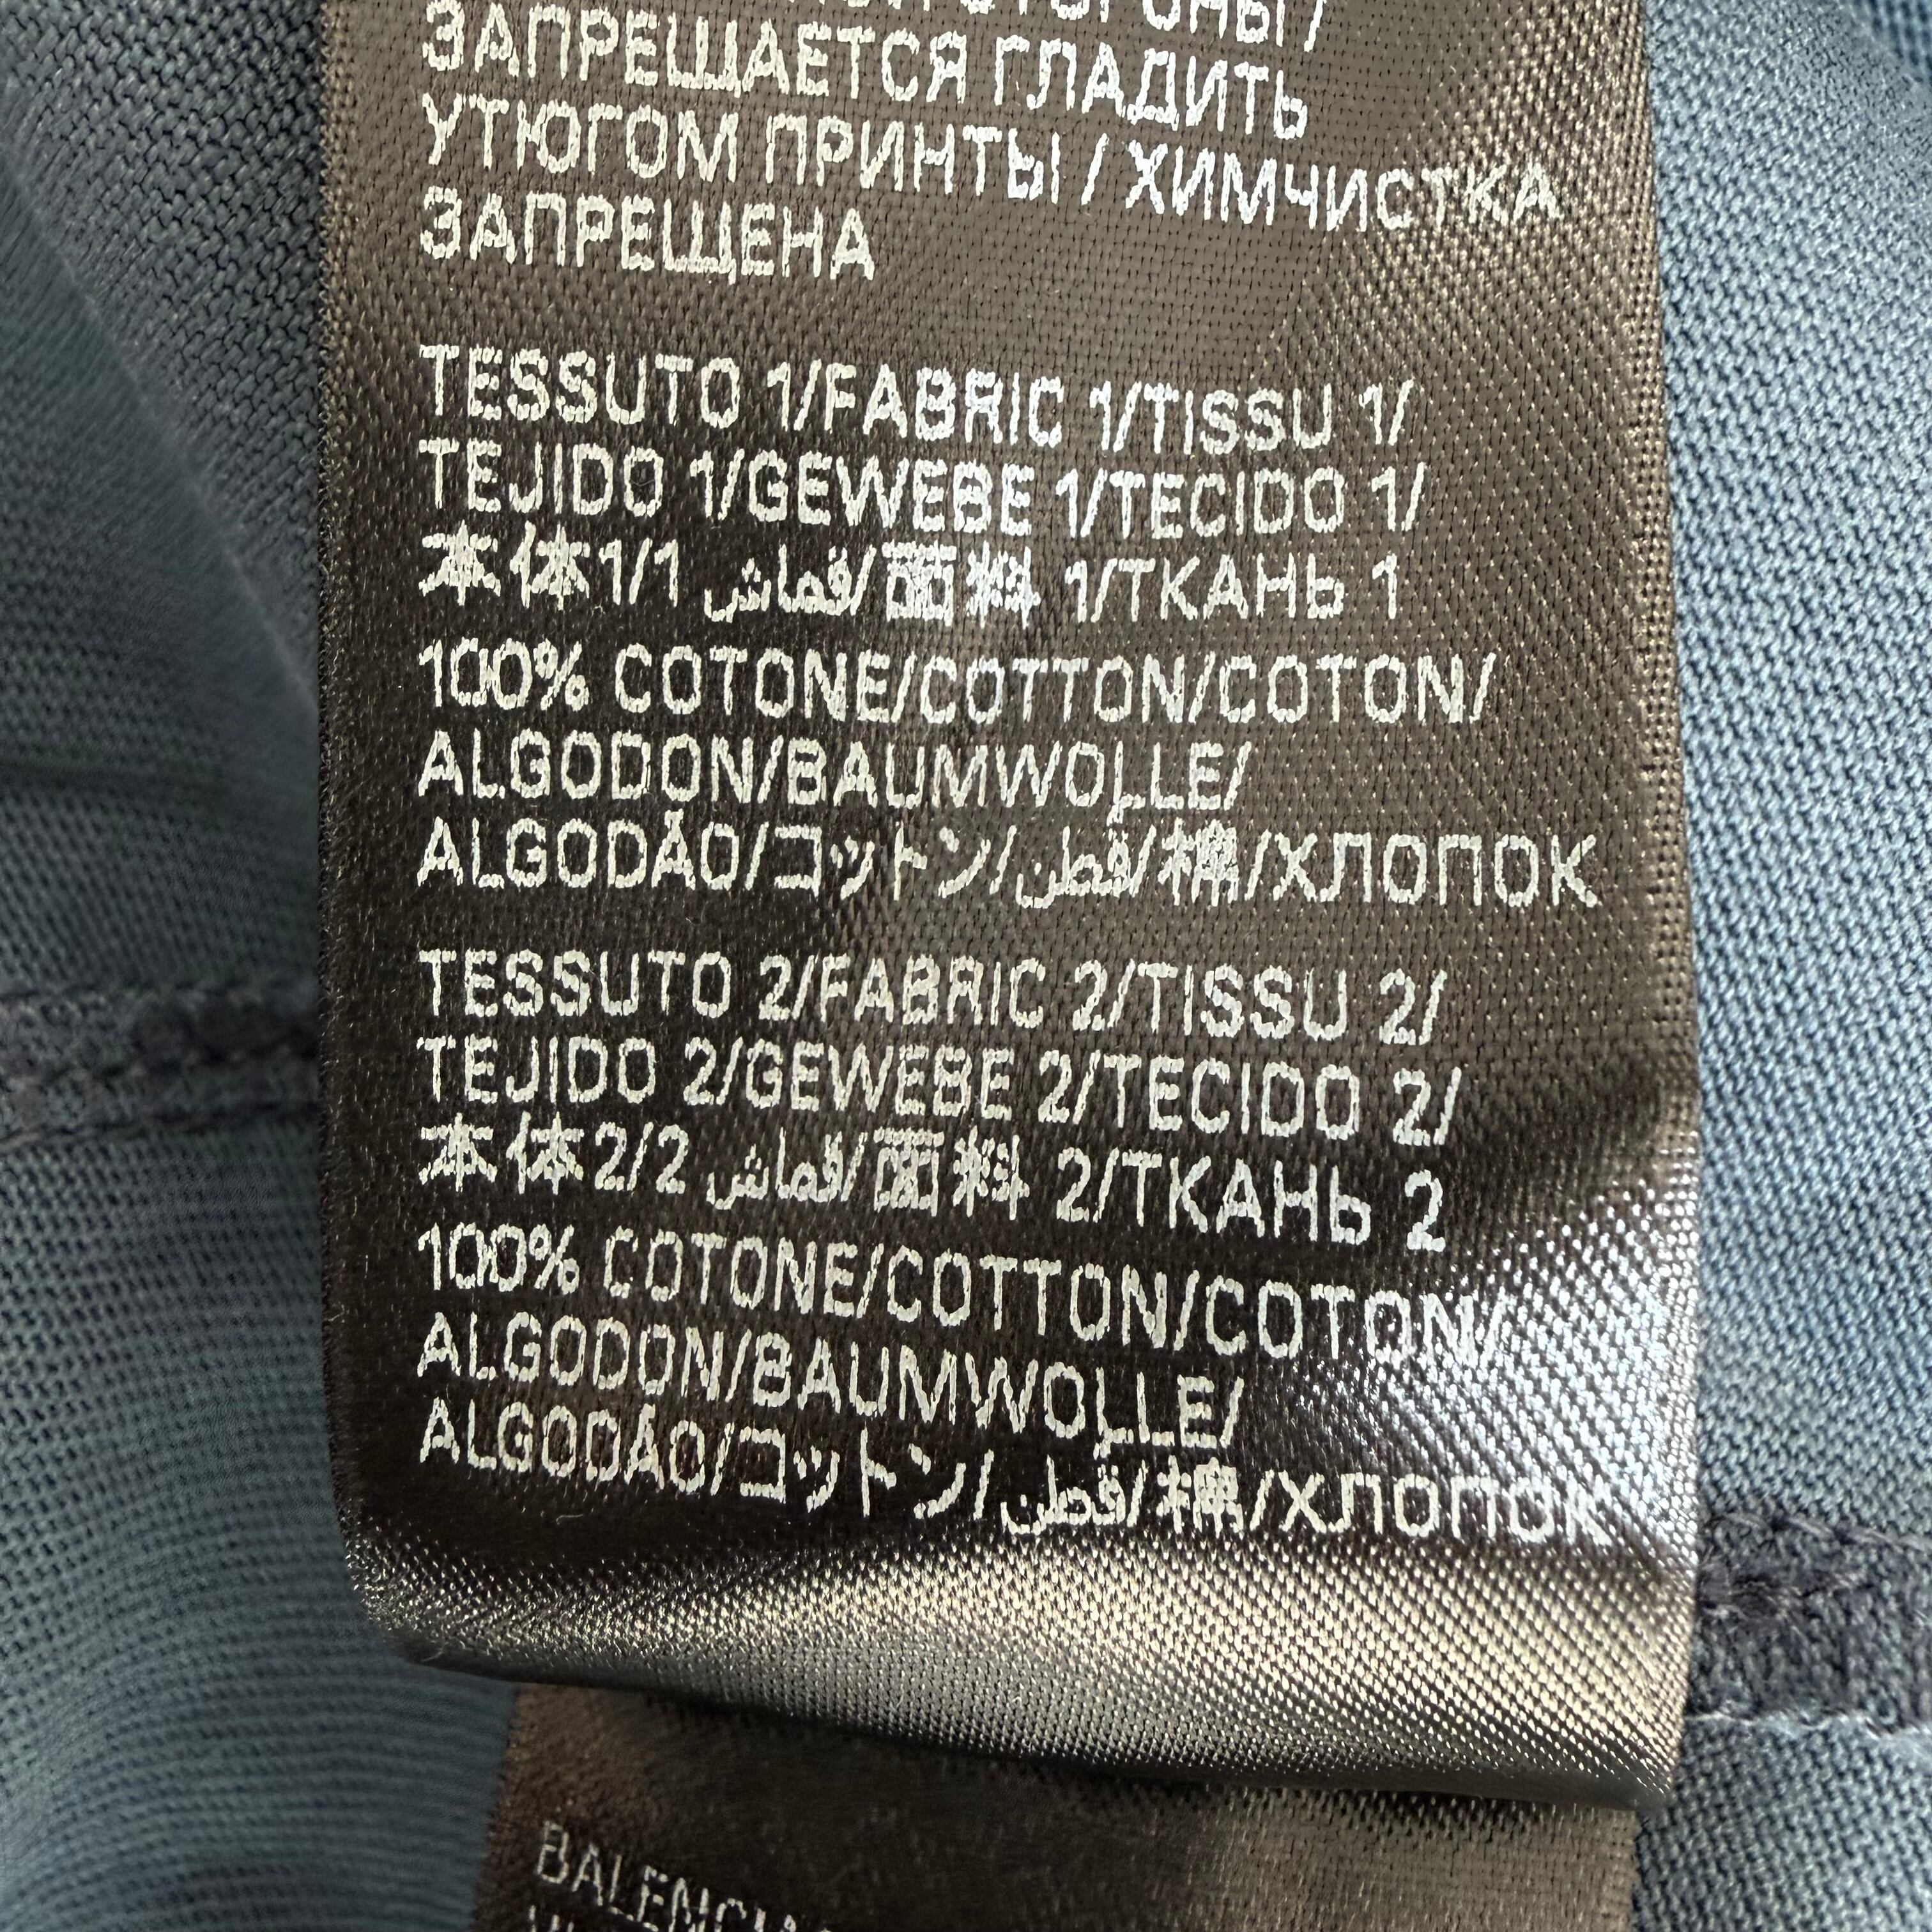 СТОРОНЫ /
ЗАПРЕЩАЕТСЯ ГЛАДИТЬ
УТЮГОМ ПРИНТЫ / ХИМЧИСТКА
ЗАПРЕЩЕНА
TESSUTO 1/FABRIC 1/TISSU 1/
TEJIDO 1/GEWEBE 1/TECIDO 1/
本体1/1 قماش/面料 1/ТКАНЬ 1
100% COTONE/COTTON/COTON/
ALGODON/BAUMWOLLE/
ALGODÃO/コットン/قطن/棉/ХЛОПОК
TESSUTO 2/FABRIC 2/TISSU 2/
TEJIDO 2/GEWEBE 2/TECIDO 2/
本体2/2 قماش/面料 2/ТКАНЬ 2
100% COTONE/COTTON/COTON/
ALGODON/BAUMWOLLE/
ALGODÃO/コットン/قطن/棉/ХЛОПОК